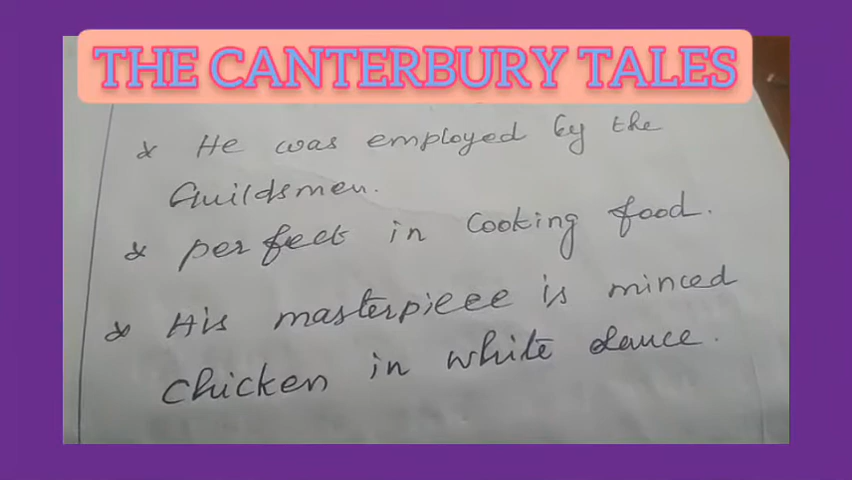 THE CANTERBURY TALES
* He was employed by the
Guildsmen.
* perfect in cooking food.
* His masterpiece is minced
chicken in white sauce.